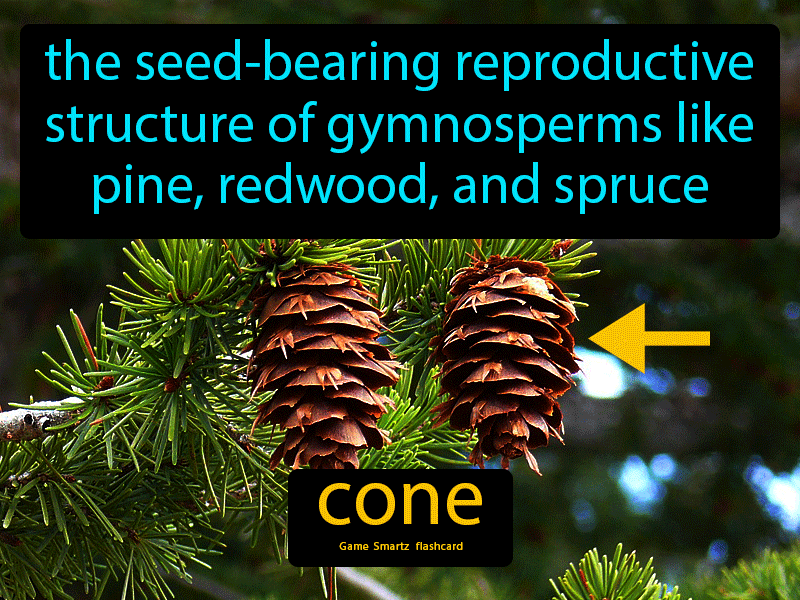 the seed-bearing reproductive
structure of gymnosperms like
pine, redwood, and spruce
cone
Game Smartz flashcard